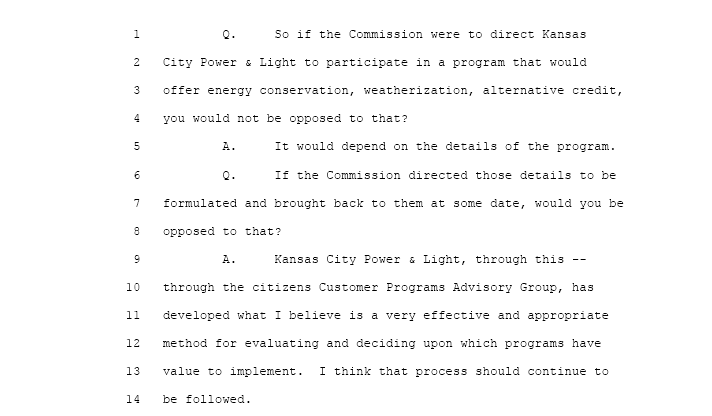 1 Q. So if the Commission were to direct Kansas
2 City Power & Light to participate in a program that would
3 offer energy conservation, weatherization, alternative credit,
4 you would not be opposed to that?
5 A. It would depend on the details of the program.
6 Q. If the Commission directed those details to be
7 formulated and brought back to them at some date, would you be
8 opposed to that?
9 A. Kansas City Power & Light, through this --
10 through the citizens Customer Programs Advisory Group, has
11 developed what I believe is a very effective and appropriate
12 method for evaluating and deciding upon which programs have
13 value to implement. I think that process should continue to
14 be followed.